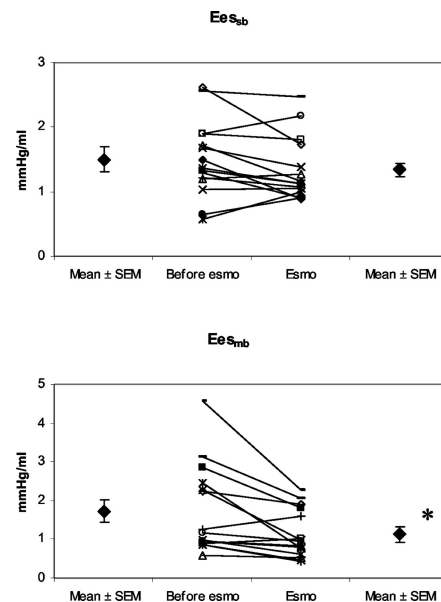 Ees_sb
3
2
1
0
mmHg/ml
Mean ± SEM Before esmo Esmo Mean ± SEM
Ees_mb
5
4
3
2
1
0
mmHg/ml
*
Mean ± SEM Before esmo Esmo Mean ± SEM